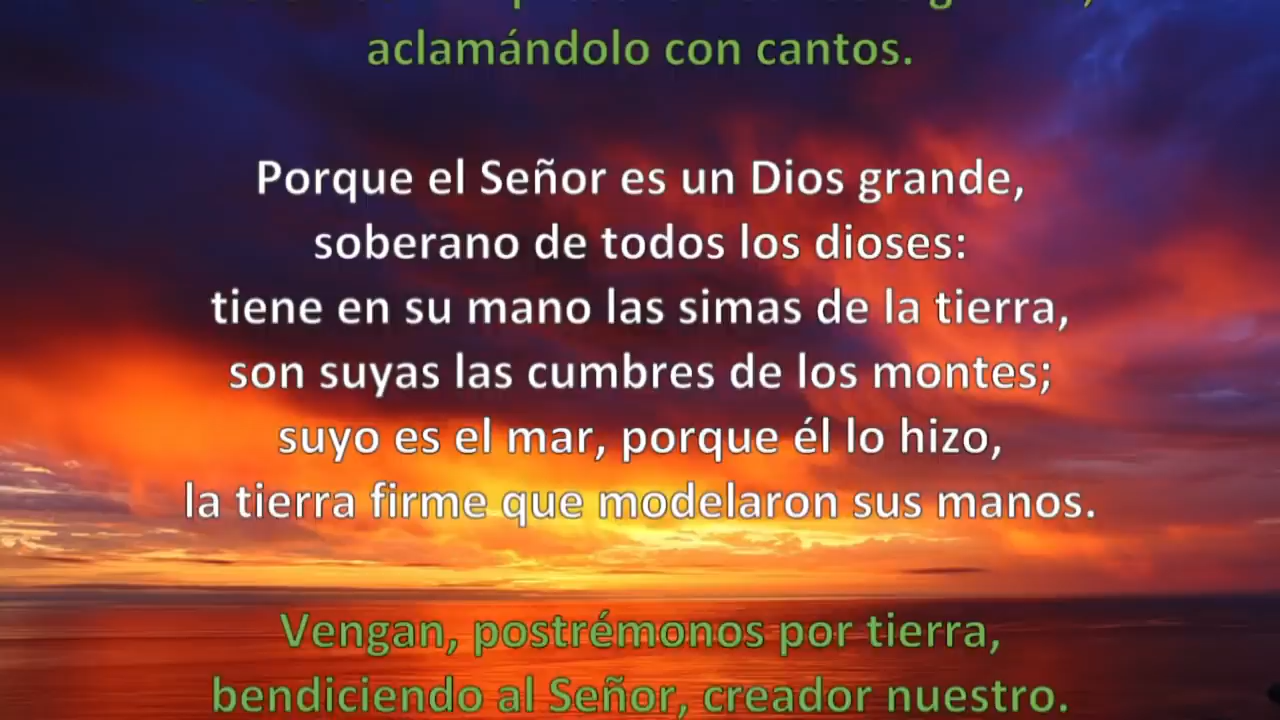 aclamándolo con cantos.
Porque el Señor es un Dios grande,
soberano de todos los dioses:
tiene en su mano las simas de la tierra,
son suyas las cumbres de los montes;
suyo es el mar, porque él lo hizo,
la tierra firme que modelaron sus manos.
Vengan, postrémonos por tierra,
bendiciendo al Señor, creador nuestro.